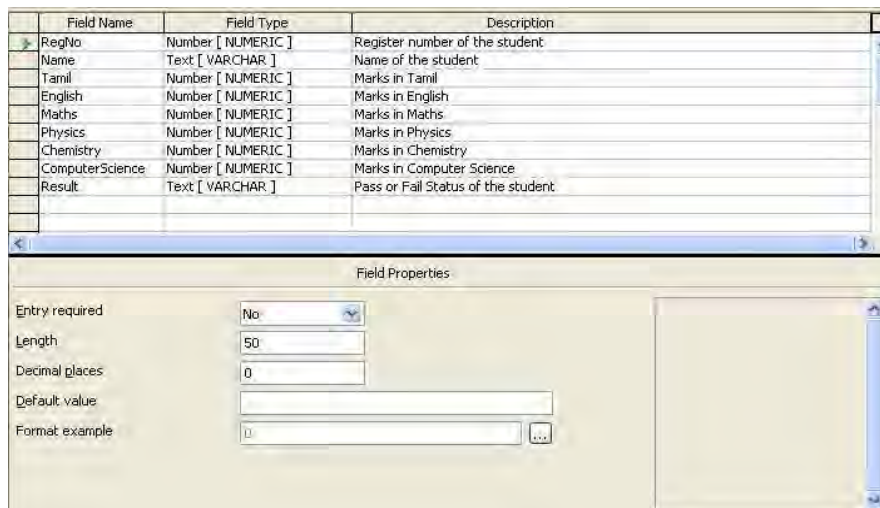 Field Name Field Type Description
RegNo Number [ NUMERIC ] Register number of the student
Name Text [ VARCHAR ] Name of the student
Tamil Number [ NUMERIC ] Marks in Tamil
English Number [ NUMERIC ] Marks in English
Maths Number [ NUMERIC ] Marks in Maths
Physics Number [ NUMERIC ] Marks in Physics
Chemistry Number [ NUMERIC ] Marks in Chemistry
ComputerScience Number [ NUMERIC ] Marks in Computer Science
Result Text [ VARCHAR ] Pass or Fail Status of the student
Field Properties
Entry required No
Length 50
Decimal places 0
Default value
Format example 0
...